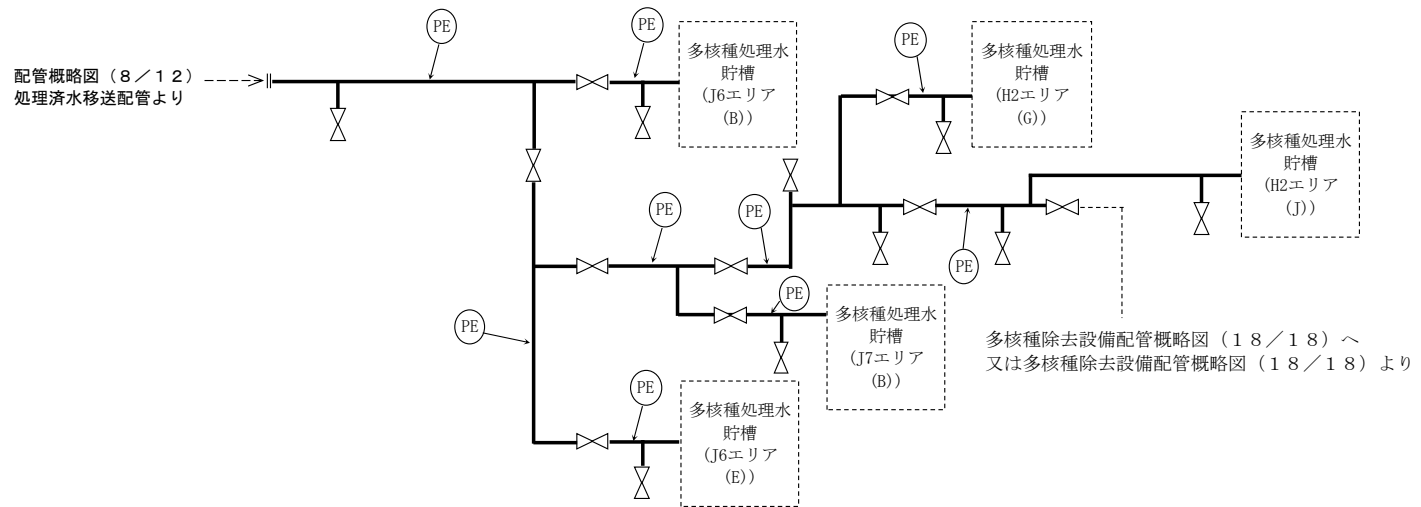 PE
PE
PE
多核種処理水
貯槽
(J6エリア
(B))
多核種処理水
貯槽
(H2エリア
(G))
配管概略図（８／１２）
処理済水移送配管より
多核種処理水
貯槽
(H2エリア
(J))
PE
PE
PE
PE
多核種処理水
貯槽
(J7エリア
(B))
PE
多核種除去設備配管概略図（１８／１８）へ
又は多核種除去設備配管概略図（１８／１８）より
PE
多核種処理水
貯槽
(J6エリア
(E))